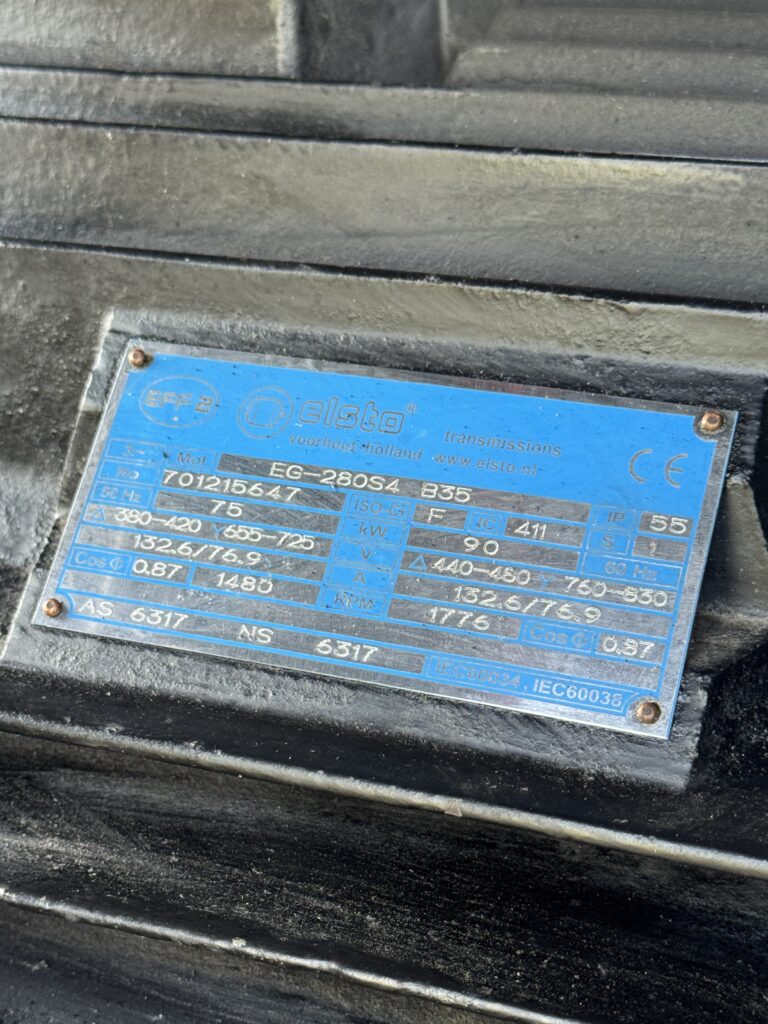 EFF2 elsto®
transmissions
voorhout-holland www.elsto.nl
CE
3~ Mot. EG-280S4 B35
No 701215647 ISO-Cl F IC 411 IP 55
50 Hz 75 kW 90 S 1
△ 380-420 Y 655-725 V △ 440-480 Y 760-830 60 Hz
132.6/76.9 A 132.6/76.9
Cos ϕ 0.87 1480 RPM 1776 Cos ϕ 0.87
AS 6317 NS 6317 IEC60034, IEC60038